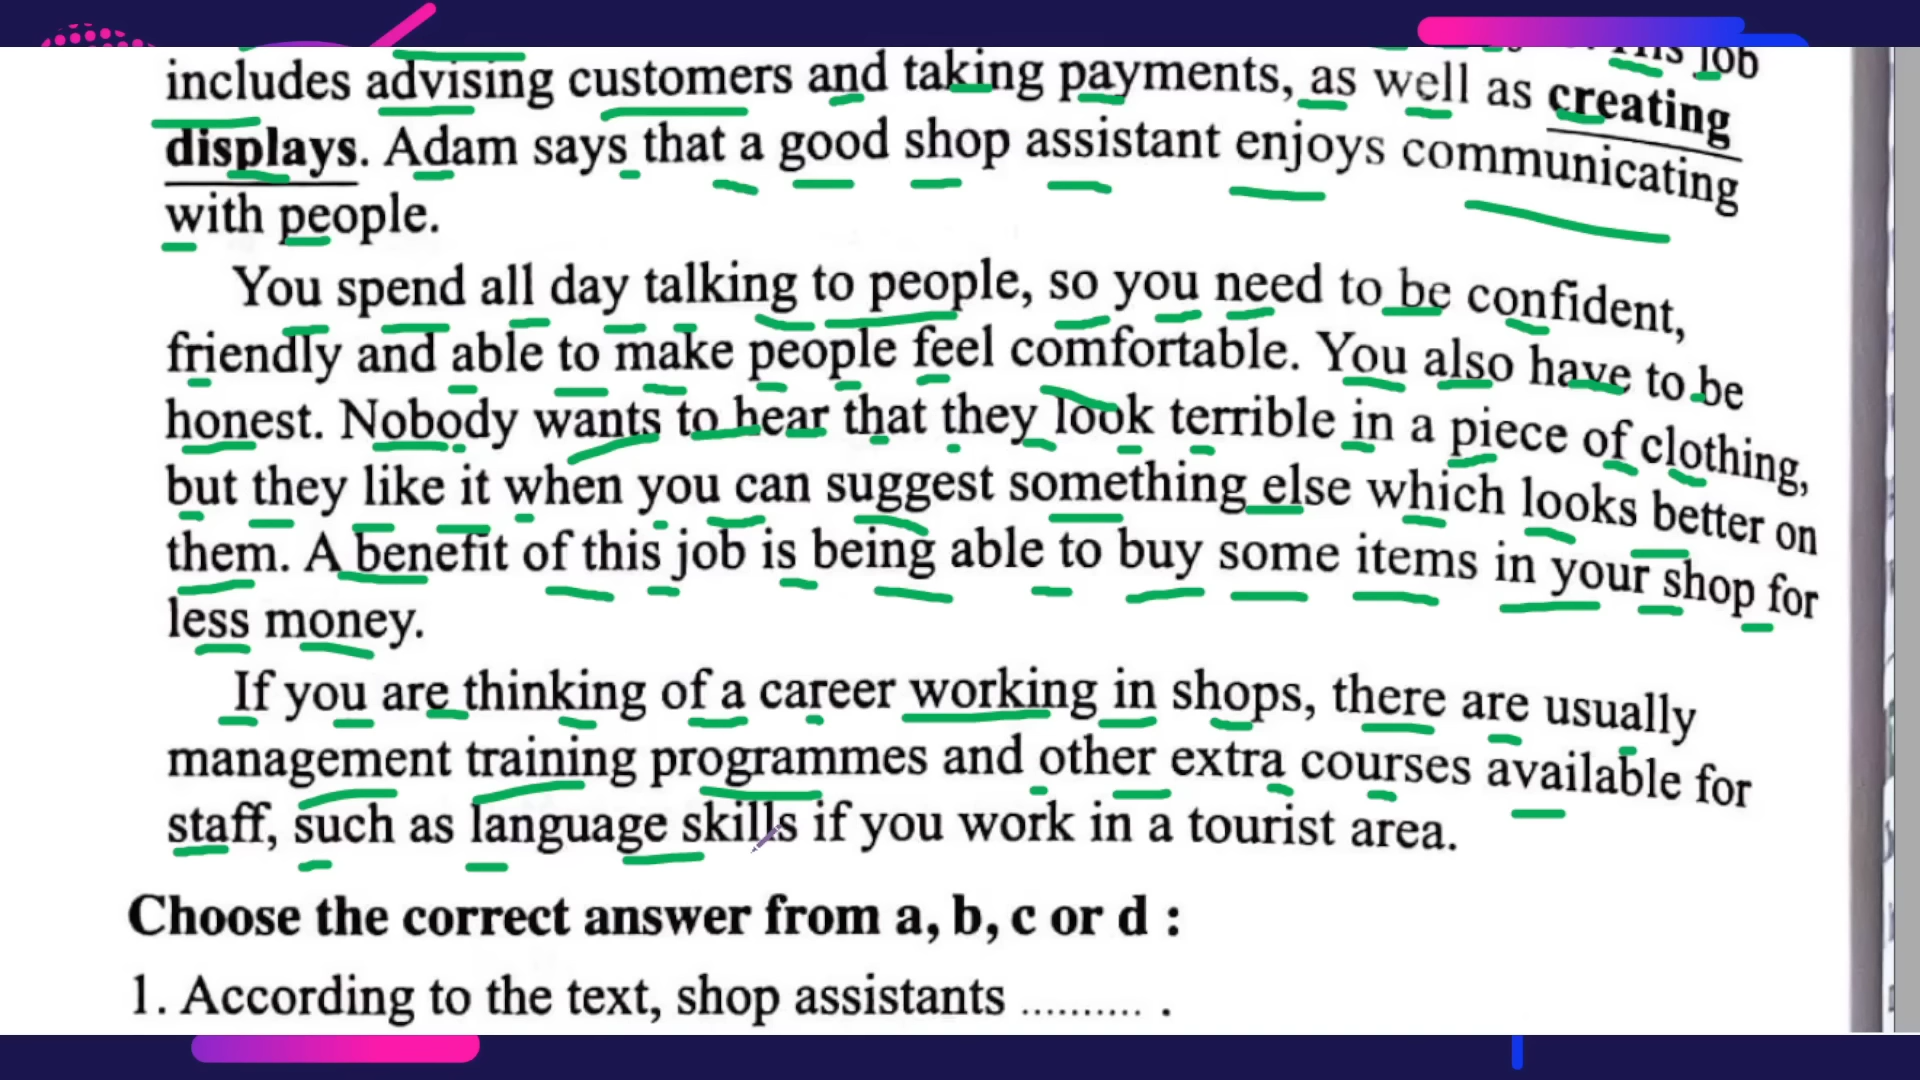 His job
includes advising customers and taking payments, as well as creating
displays. Adam says that a good shop assistant enjoys communicating
with people.
You spend all day talking to people, so you need to be confident,
friendly and able to make people feel comfortable. You also have to be
honest. Nobody wants to hear that they look terrible in a piece of clothing,
but they like it when you can suggest something else which looks better on
them. A benefit of this job is being able to buy some items in your shop for
less money.
If you are thinking of a career working in shops, there are usually
management training programmes and other extra courses available for
staff, such as language skills if you work in a tourist area.
Choose the correct answer from a, b, c or d :
1. According to the text, shop assistants .......... .